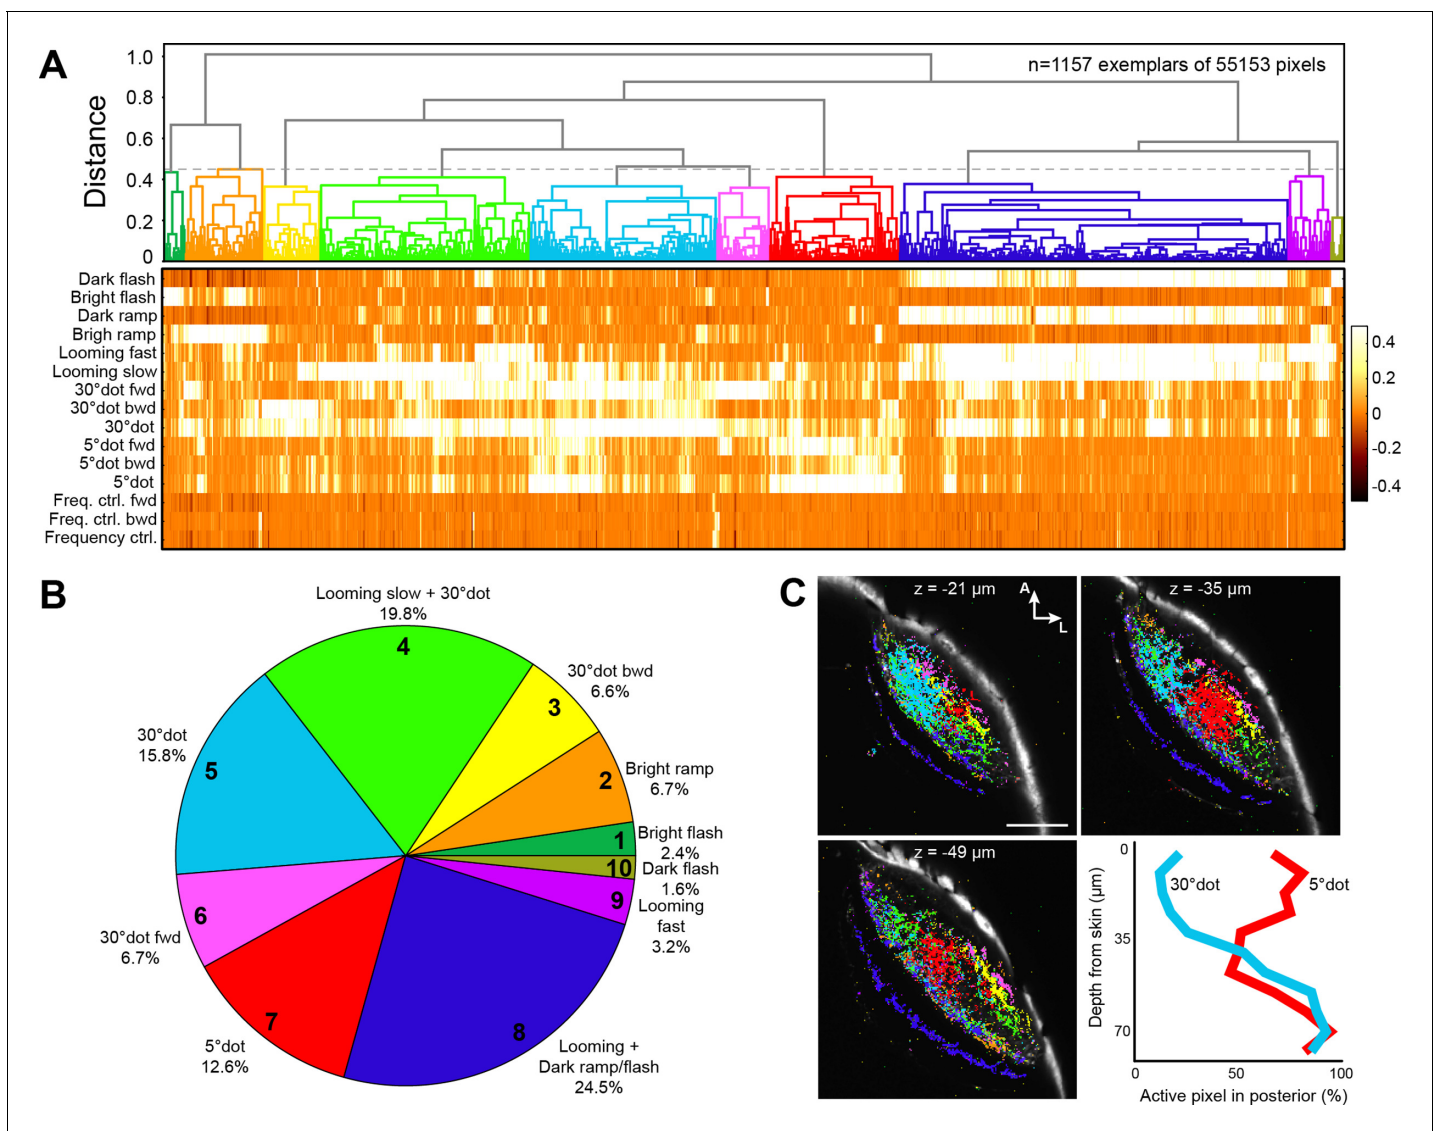 A
n=1157 exemplars of 55153 pixels
Distance
1.0
0.8
0.6
0.4
0.2
0
Dark flash
Bright flash
Dark ramp
Brigh ramp
Looming fast
Looming slow
30°dot fwd
30°dot bwd
30°dot
5°dot fwd
5°dot bwd
5°dot
Freq. ctrl. fwd
Freq. ctrl. bwd
Frequency ctrl.
0.4
0.2
0
-0.2
-0.4
B
Looming slow + 30°dot
19.8%
4
30°dot bwd
6.6%
3
Bright ramp
6.7%
2
Bright flash
2.4%
1
Dark flash
1.6%
10
Looming
fast
3.2%
9
Looming +
Dark ramp/flash
24.5%
8
5°dot
12.6%
7
30°dot fwd
6.7%
6
30°dot
15.8%
5
C
z = -21 µm
A
L
z = -35 µm
z = -49 µm
Depth from skin (µm)
0
35
70
30°dot
5°dot
0
50
100
Active pixel in posterior (%)